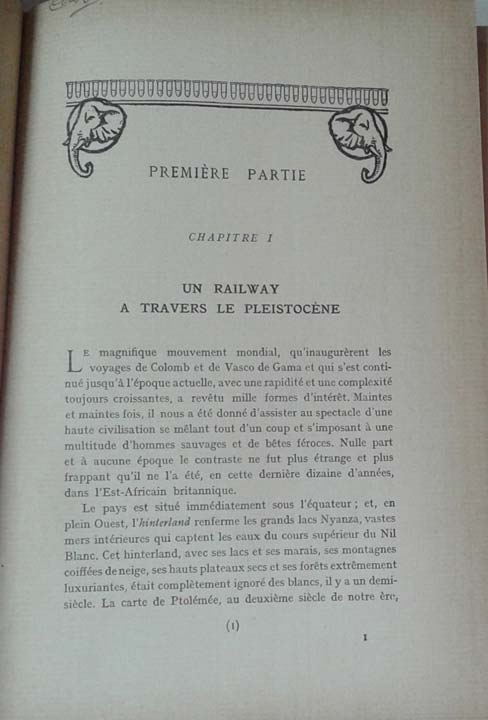 PREMIÈRE PARTIE
CHAPITRE I
UN RAILWAY
A TRAVERS LE PLEISTOCÈNE
LE magnifique mouvement mondial, qu'inaugurèrent les
voyages de Colomb et de Vasco de Gama et qui s'est conti-
nué jusqu'à l'époque actuelle, avec une rapidité et une complexité
toujours croissantes, a revêtu mille formes d'intérêt. Maintes
et maintes fois, il nous a été donné d'assister au spectacle d'une
haute civilisation se mêlant tout d'un coup et s'imposant à une
multitude d'hommes sauvages et de bêtes féroces. Nulle part
et à aucune époque le contraste ne fut plus étrange et plus
frappant qu'il ne l'a été, en cette dernière dizaine d'années,
dans l'Est-Africain britannique.
Le pays est situé immédiatement sous l'équateur ; et, en
plein Ouest, l'hinterland renferme les grands lacs Nyanza, vastes
mers intérieures qui captent les eaux du cours supérieur du Nil
Blanc. Cet hinterland, avec ses lacs et ses marais, ses montagnes
coiffées de neige, ses hauts plateaux secs et ses forêts extrêmement
luxuriantes, était complètement ignoré des blancs, il y a un demi-
siècle. La carte de Ptolémée, au deuxième siècle de notre ère,
(1)
1